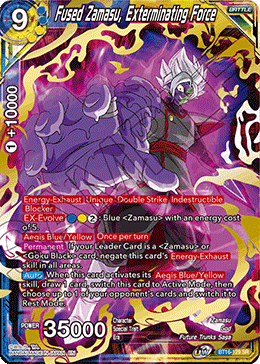 9
Fused Zamasu, Exterminating Force
BATTLE
+10000
Energy-Exhaust Unique Double Strike Indestructible
Blocker
EX-Evolve 2 : Blue <Zamasu> with an energy cost
of 5.
Aegis Blue/Yellow Once per turn
Permanent If your Leader Card is a <Zamasu> or
<Goku Black> card, negate this card's Energy-Exhaust
skill in all areas.
Auto When this card activates its Aegis Blue/Yellow
skill, draw 1 card, switch this card to Active Mode, then
choose up to 1 of your opponent's cards and switch it to
Rest Mode.
POWER 35000
Character Zamasu
Special Trait God
Era Future Trunks Saga
BT16-129 SR